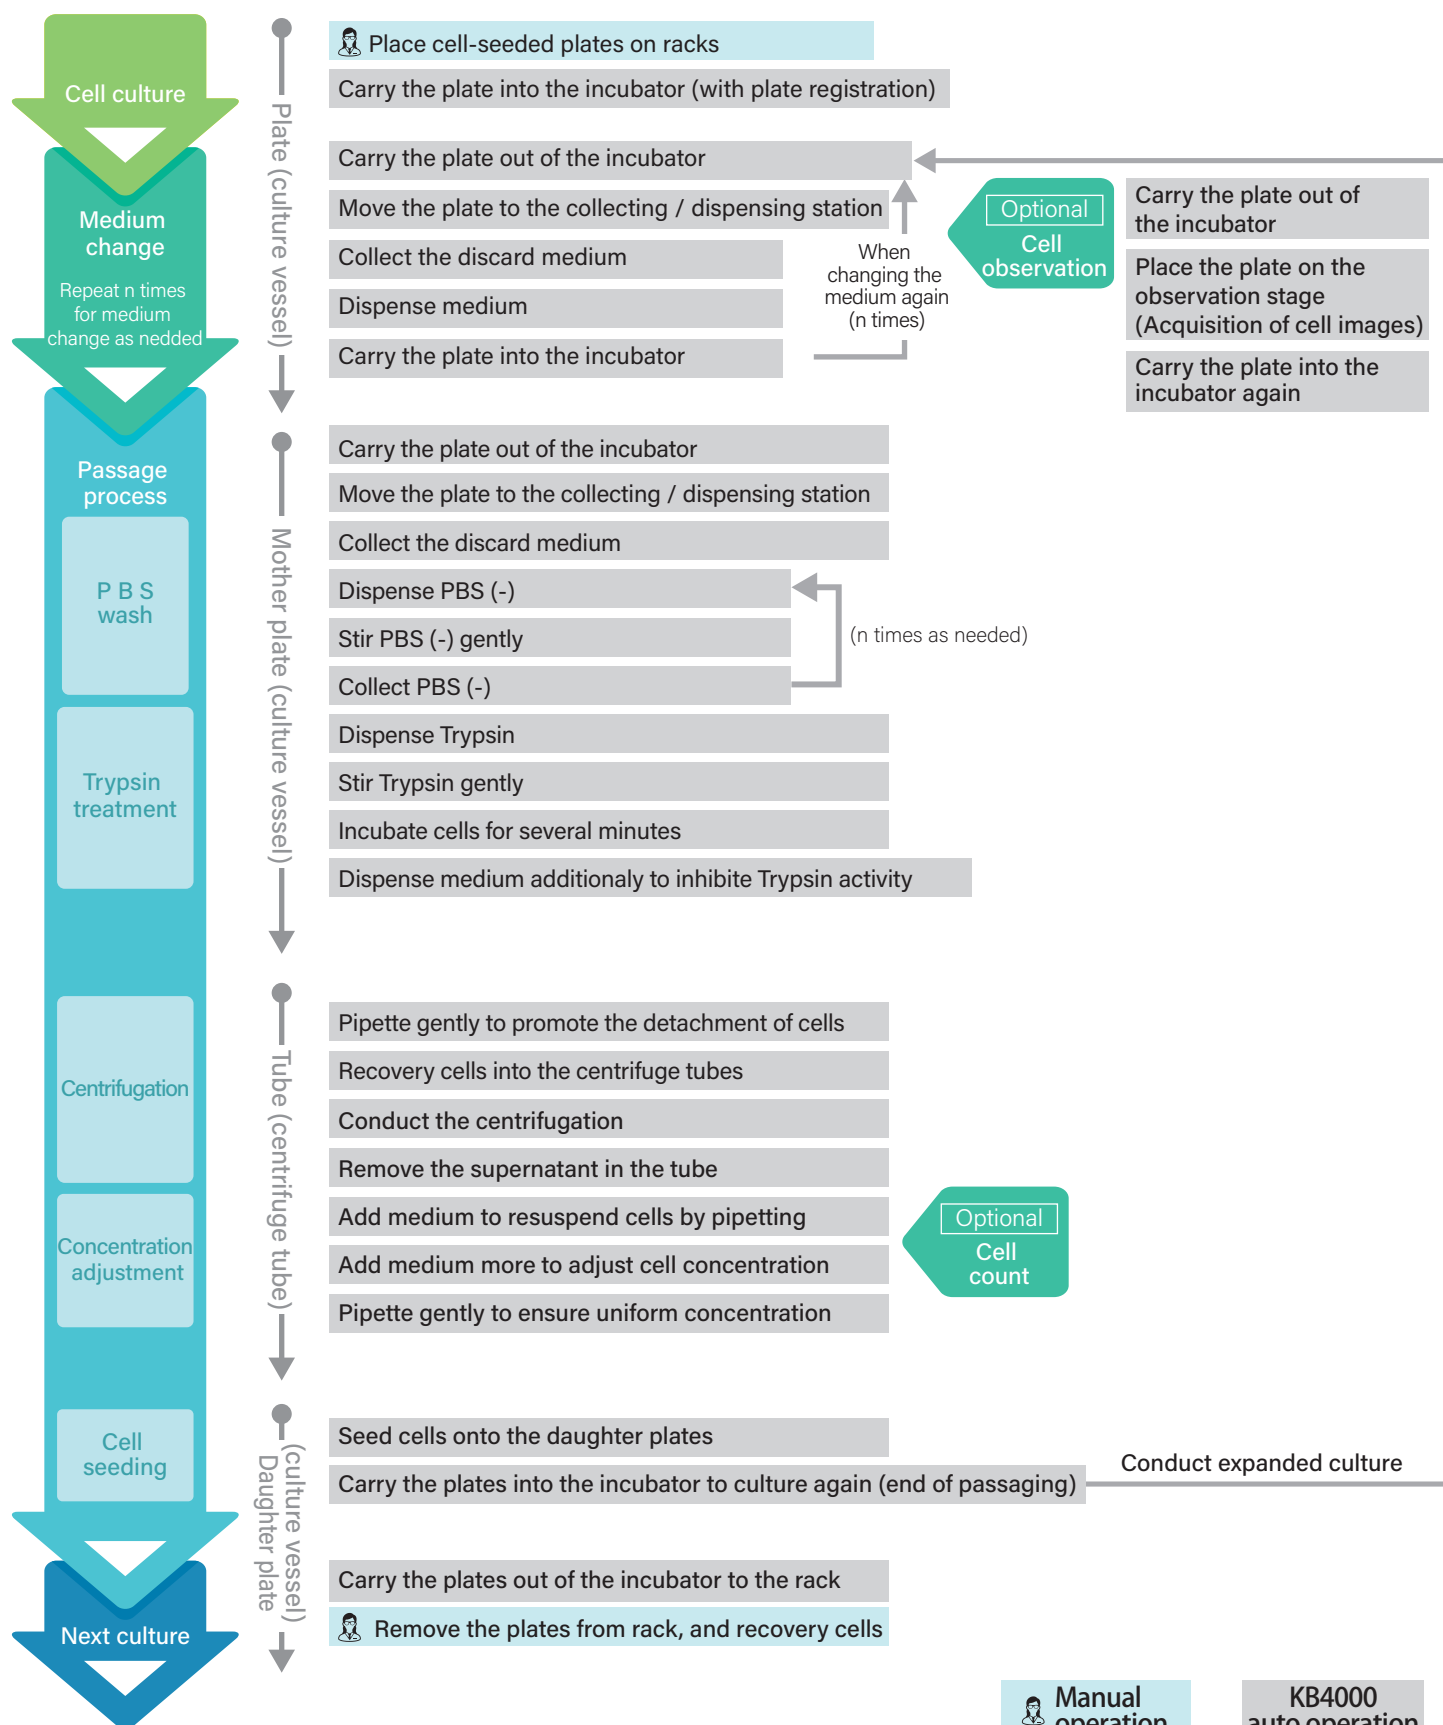 Cell culture
Medium
change
Repeat n times
for medium
change as nedded
Passage
process
P B S
wash
Trypsin
treatment
Centrifugation
Concentration
adjustment
Cell
seeding
Next culture
Plate (culture vessel)
Mother plate (culture vessel)
Tube (centrifuge tube)
Daughter plate
(culture vessel)
Place cell-seeded plates on racks
Carry the plate into the incubator (with plate registration)
Carry the plate out of the incubator
Move the plate to the collecting / dispensing station
Collect the discard medium
Dispense medium
Carry the plate into the incubator
When
changing the
medium again
(n times)
Optional
Cell
observation
Carry the plate out of
the incubator
Place the plate on the
observation stage
(Acquisition of cell images)
Carry the plate into the
incubator again
Carry the plate out of the incubator
Move the plate to the collecting / dispensing station
Collect the discard medium
Dispense PBS (-)
Stir PBS (-) gently
Collect PBS (-)
(n times as needed)
Dispense Trypsin
Stir Trypsin gently
Incubate cells for several minutes
Dispense medium additionaly to inhibite Trypsin activity
Pipette gently to promote the detachment of cells
Recovery cells into the centrifuge tubes
Conduct the centrifugation
Remove the supernatant in the tube
Add medium to resuspend cells by pipetting
Add medium more to adjust cell concentration
Pipette gently to ensure uniform concentration
Optional
Cell
count
Seed cells onto the daughter plates
Carry the plates into the incubator to culture again (end of passaging)
Conduct expanded culture
Carry the plates out of the incubator to the rack
Remove the plates from rack, and recovery cells
Manual
operation
KB4000
auto operation